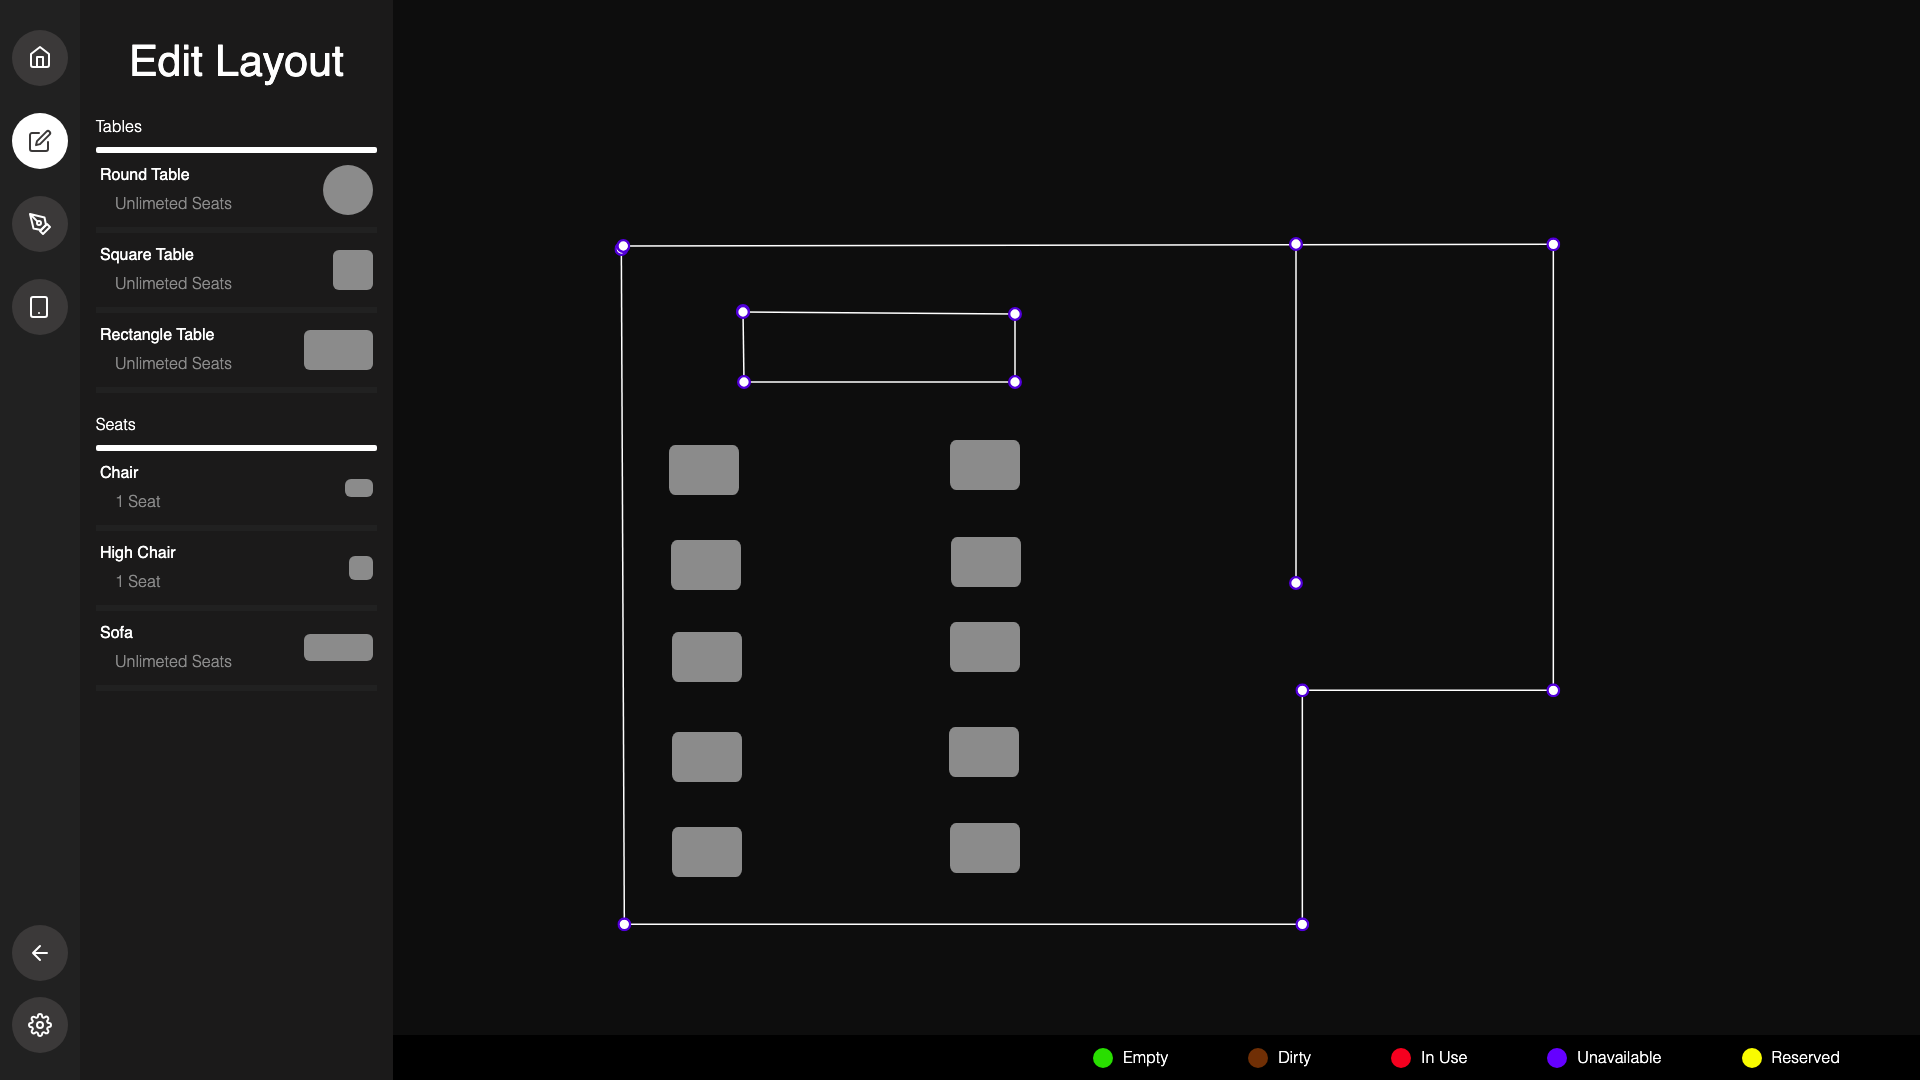 Edit Layout
Tables
Round Table
Unlimeted Seats
Square Table
Unlimeted Seats
Rectangle Table
Unlimeted Seats
Seats
Chair
1 Seat
High Chair
1 Seat
Sofa
Unlimeted Seats
Empty
Dirty
In Use
Unavailable
Reserved